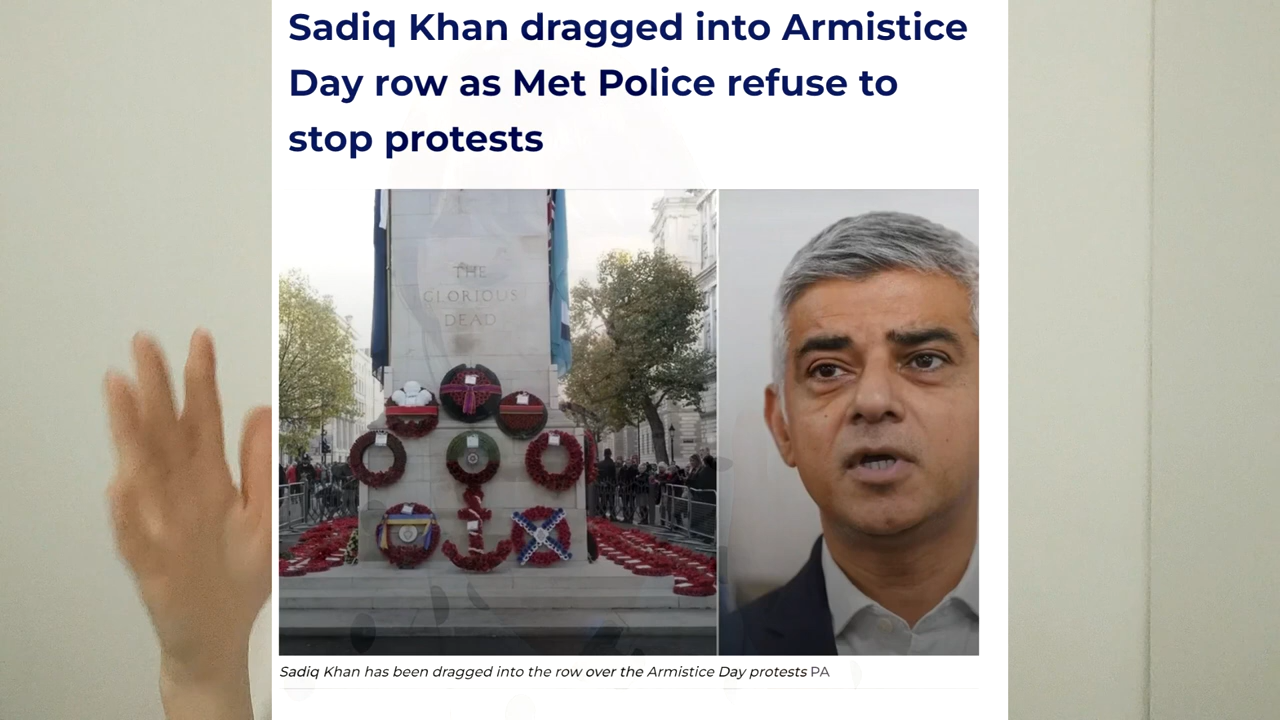 Sadiq Khan dragged into Armistice
Day row as Met Police refuse to
stop protests
THE
GLORIOUS
DEAD
Sadiq Khan has been dragged into the row over the Armistice Day protests PA